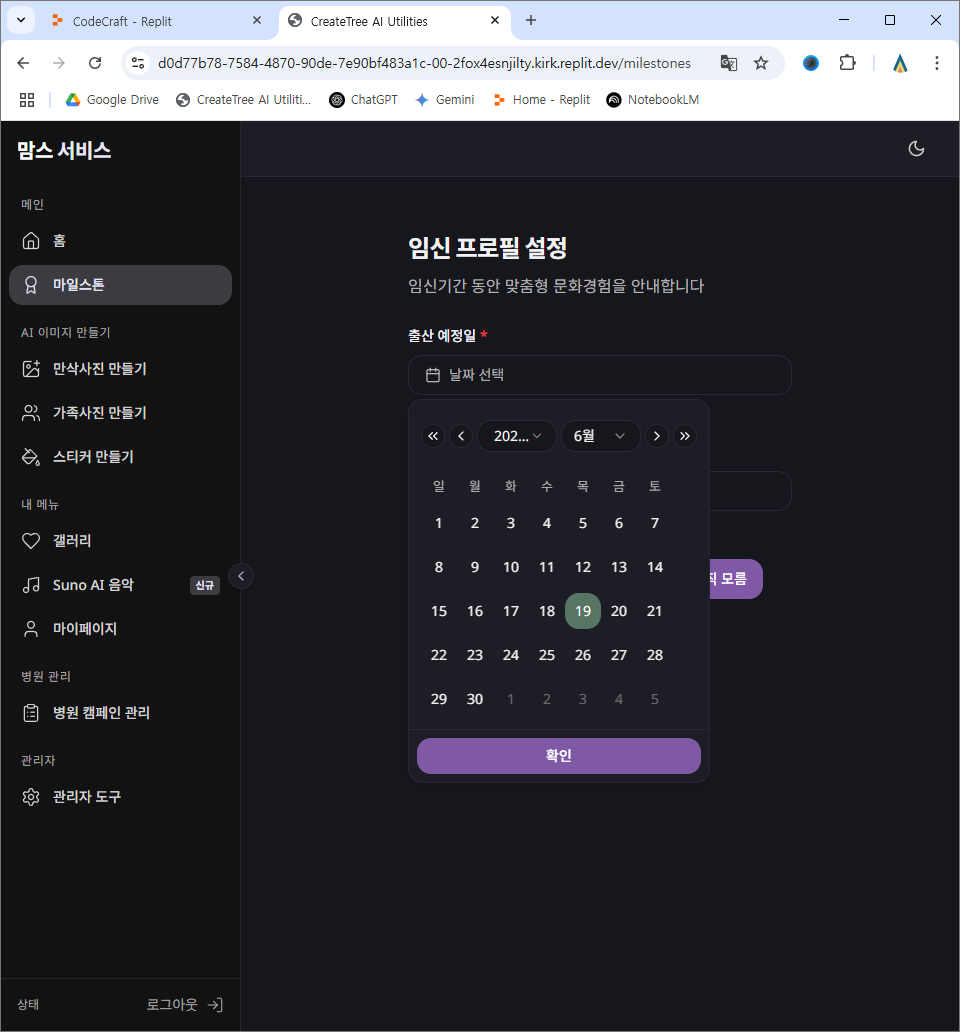 CodeCraft - Replit
CreateTree AI Utilities
d0d77b78-7584-4870-90de-7e90bf483a1c-00-2fox4esnjilty.kirk.replit.dev/milestones
Google Drive
CreateTree AI Utiliti...
ChatGPT
Gemini
Home - Replit
NotebookLM
맘스 서비스
메인
홈
마일스톤
AI 이미지 만들기
만삭사진 만들기
가족사진 만들기
스티커 만들기
내 메뉴
갤러리
Suno AI 음악 신규
마이페이지
병원 관리
병원 캠페인 관리
관리자
관리자 도구
상태 로그아웃
임신 프로필 설정
임신기간 동안 맞춤형 문화경험을 안내합니다
출산 예정일 *
날짜 선택
202... 6월
일 월 화 수 목 금 토
1 2 3 4 5 6 7
8 9 10 11 12 13 14
15 16 17 18 19 20 21
22 23 24 25 26 27 28
29 30 1 2 3 4 5
모름
확인